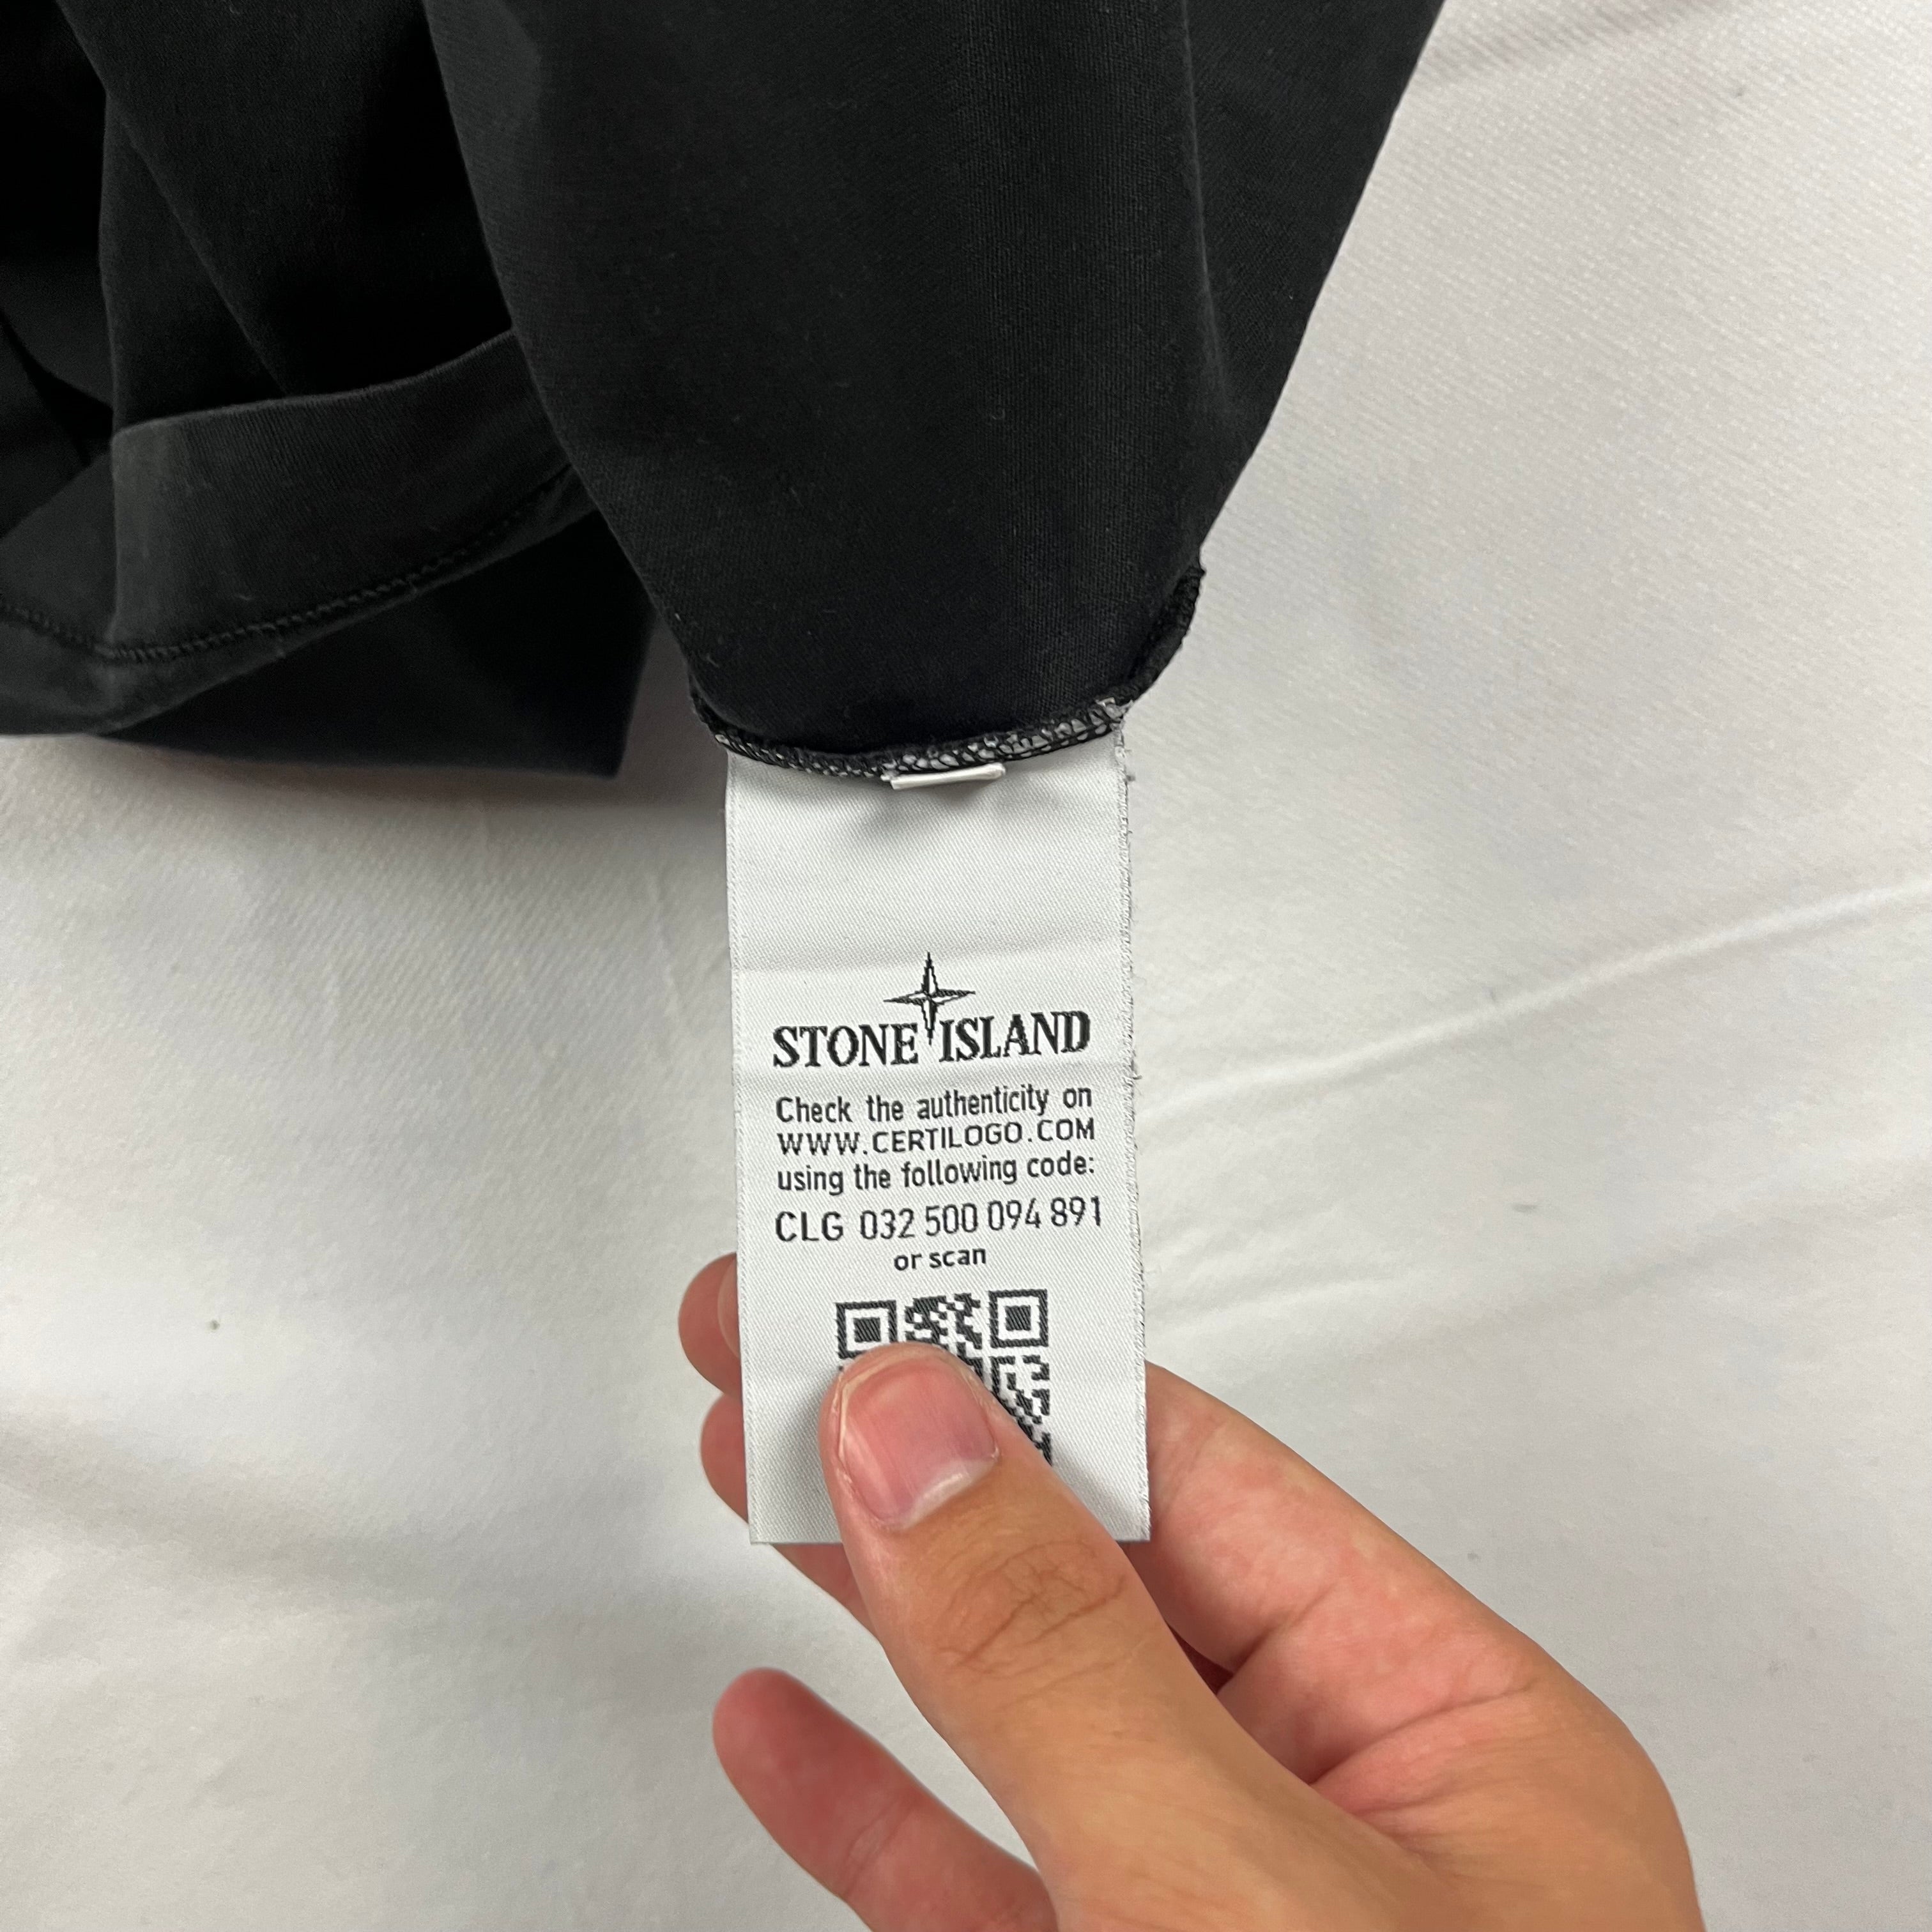 STONE ISLAND
Check the authenticity on
WWW.CERTILOGO.COM
using the following code:
CLG 032 500 094 891
or scan